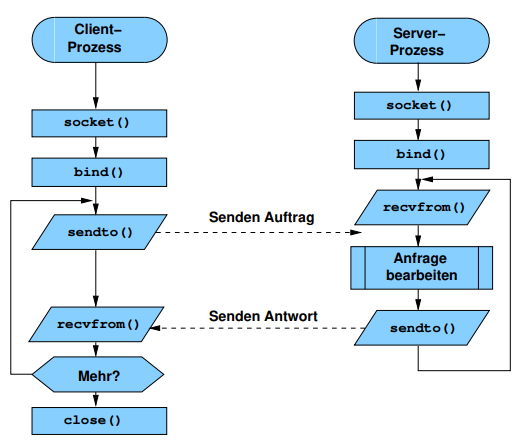 Client–
Prozess
socket()
bind()
sendto()
recvfrom()
Mehr?
close()
Senden Auftrag
Senden Antwort
Server–
Prozess
socket()
bind()
recvfrom()
Anfrage
bearbeiten
sendto()